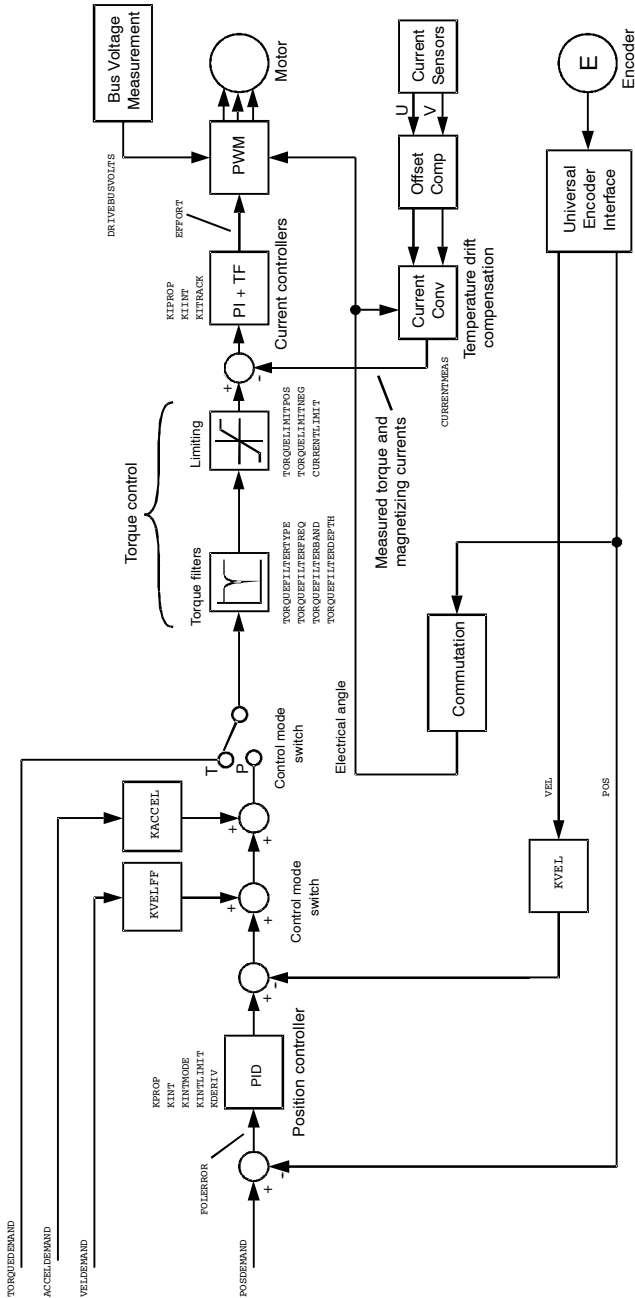 TORQUEDEMAND
ACCELDEMAND
VELDEMAND
POSDEMAND
FOLERROR
KPROP
KINT
KINTMODE
KINTLIMIT
KDERIV
PID
Position controller
+
-
+
-
KVELFF
+
+
Control mode
switch
KACCEL
+
+
T
P
Control mode
switch
Torque control
Torque filters
TORQUEFILTERTYPE
TORQUEFILTERFREQ
TORQUEFILTERBAND
TORQUEFILTERDEPTH
Limiting
TORQUELIMITPOS
TORQUELIMITNEG
CURRENTLIMIT
+
-
KIPROP
KIINT
KITRACK
PI + TF
Current controllers
EFFORT
DRIVEBUSVOLTS
PWM
Bus Voltage
Measurement
Motor
Electrical angle
Commutation
Measured torque and
magnetizing currents
CURRENTMEAS
Current
Conv
Temperature drift
compensation
Offset
Comp
U
V
Current
Sensors
KVEL
VEL
POS
Universal
Encoder
Interface
E
Encoder